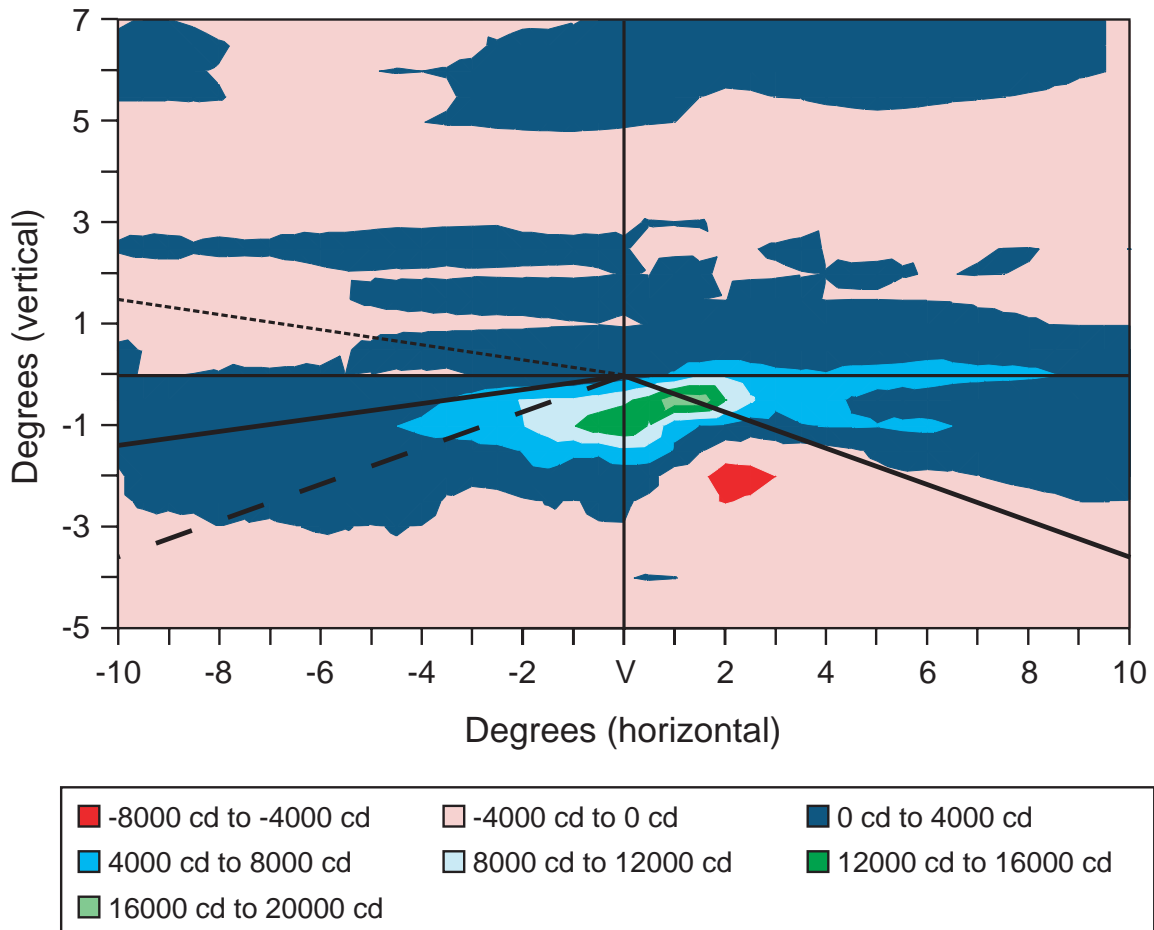 Degrees (vertical)
7
5
3
1
-1
-3
-5
-10 -8 -6 -4 -2 V 2 4 6 8 10
Degrees (horizontal)
-8000 cd to -4000 cd -4000 cd to 0 cd 0 cd to 4000 cd
4000 cd to 8000 cd 8000 cd to 12000 cd 12000 cd to 16000 cd
16000 cd to 20000 cd